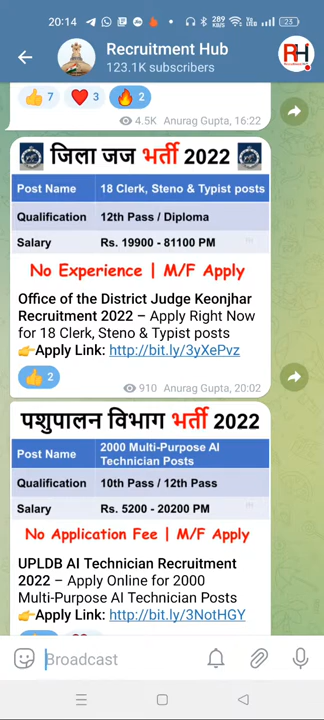 20:14 289 KB/S 23
Recruitment Hub
123.1K subscribers
RH
👍 7 ❤️ 3 🔥 2
4.5K Anurag Gupta, 16:22
जिला जज भर्ती 2022
Post Name 18 Clerk, Steno & Typist posts
Qualification 12th Pass / Diploma
Salary Rs. 19900 - 81100 PM
No Experience | M/F Apply
Office of the District Judge Keonjhar
Recruitment 2022 – Apply Right Now
for 18 Clerk, Steno & Typist posts
👉Apply Link: http://bit.ly/3yXePvz
👍 2
910 Anurag Gupta, 20:02
पशुपालन विभाग भर्ती 2022
Post Name 2000 Multi-Purpose AI
Technician Posts
Qualification 10th Pass / 12th Pass
Salary Rs. 5200 - 20200 PM
No Application Fee | M/F Apply
UPLDB AI Technician Recruitment
2022 – Apply Online for 2000
Multi-Purpose AI Technician Posts
👉Apply Link: http://bit.ly/3NotHGY
Broadcast